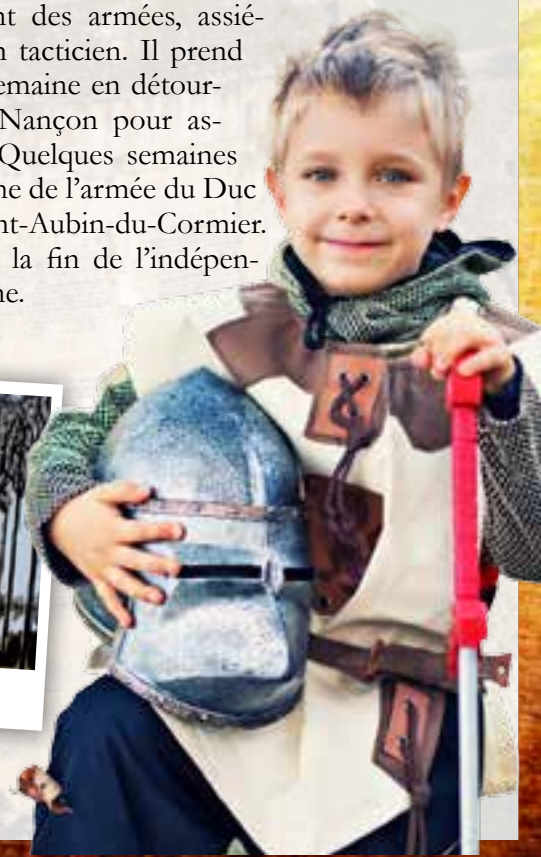 nt des armées, assié-
n tacticien. Il prend
emaine en détour-
Nançon pour as-
Quelques semaines
ne de l'armée du Duc
nt-Aubin-du-Cormier.
la fin de l'indépen-
ne.